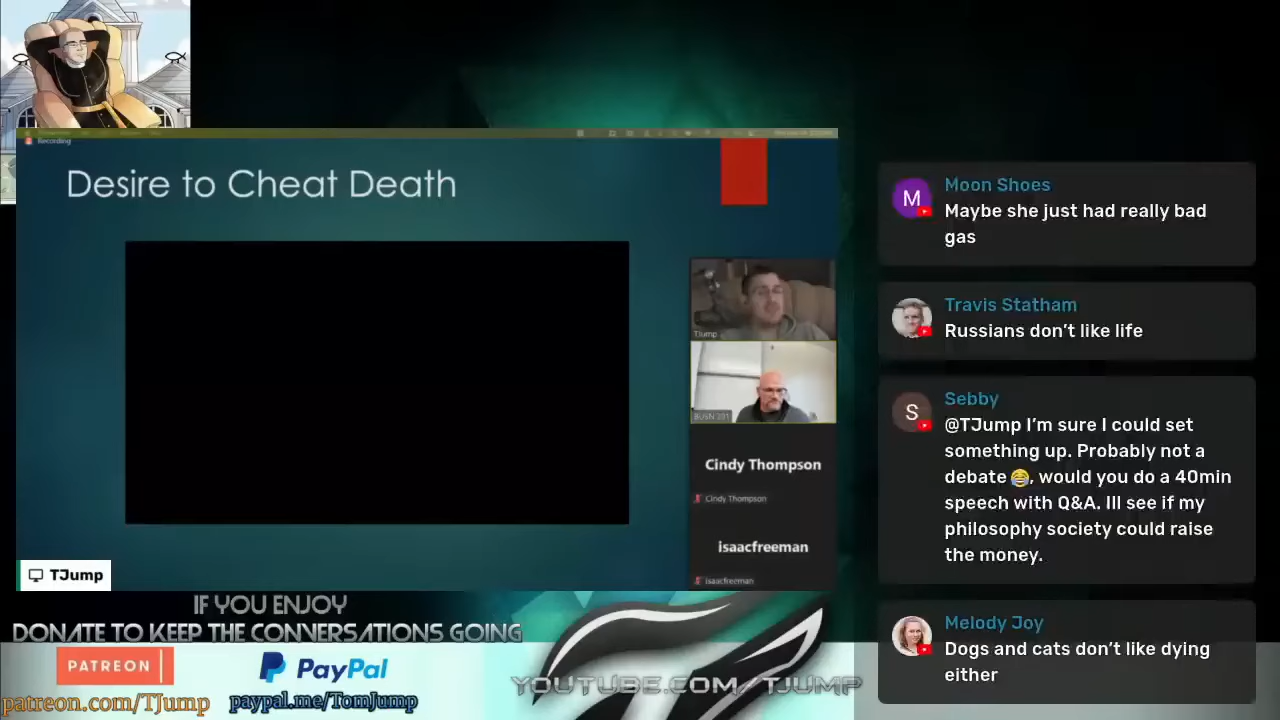 Recording
Desire to Cheat Death
TJump
BUSN 301
Cindy Thompson
Cindy Thompson
isaacfreeman
isaacfreeman
TJump
Moon Shoes
Maybe she just had really bad
gas
Travis Statham
Russians don't like life
Sebby
@TJump I'm sure I could set
something up. Probably not a
debate 😂, would you do a 40min
speech with Q&A. Ill see if my
philosophy society could raise
the money.
Melody Joy
Dogs and cats don't like dying
either
M
S
IF YOU ENJOY
DONATE TO KEEP THE CONVERSATIONS GOING
PATREON
PayPal
patreon.com/TJump
paypal.me/TomJump
YOUTUBE.COM/TJUMP